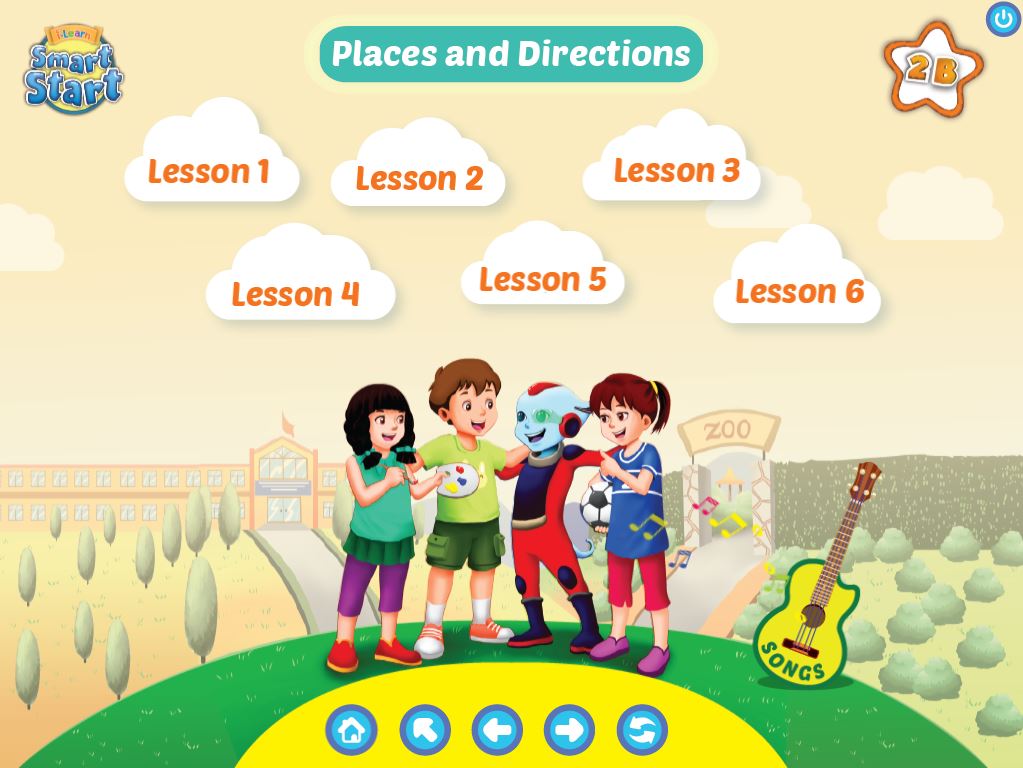 i-Learn
Smart
Start
Places and Directions
2B
Lesson 1
Lesson 2
Lesson 3
Lesson 4
Lesson 5
Lesson 6
ZOO
SONGS